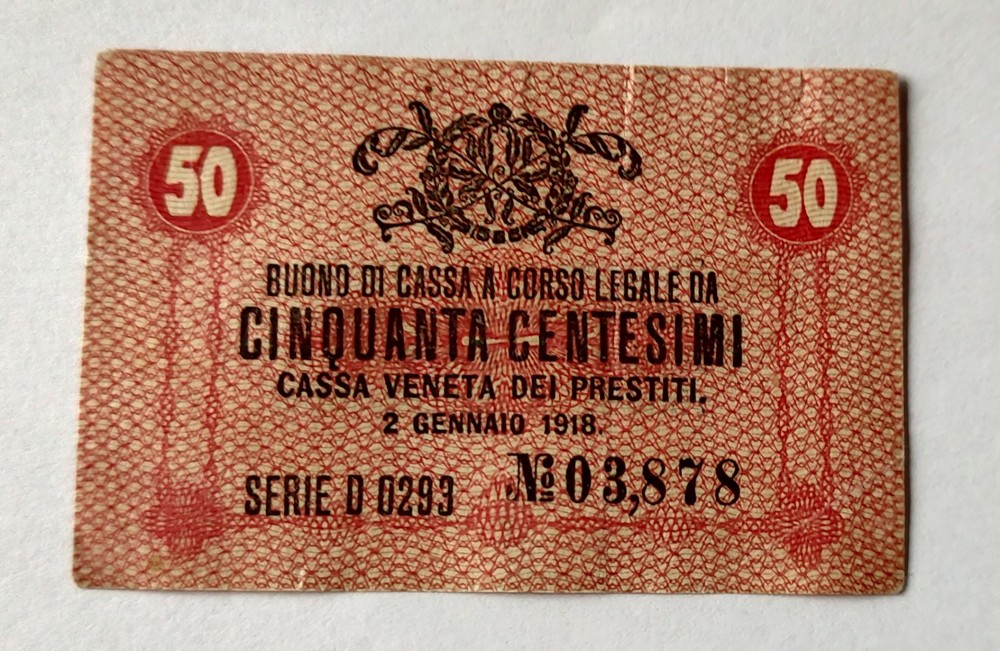 50 50
BUONO DI CASSA A CORSO LEGALE DA
CINQUANTA CENTESIMI
CASSA VENETA DEI PRESTITI.
2 GENNAIO 1918.
SERIE D 0293 No 03,878